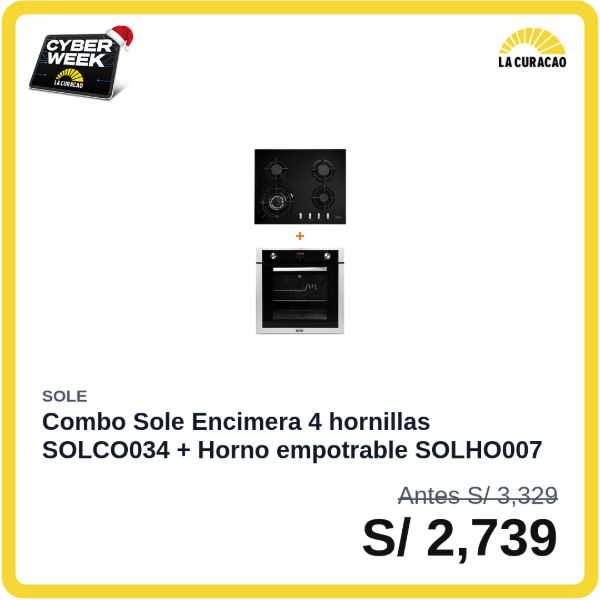 CYBER
WEEK
LA CURACAO
LA CURACAO
+
SOLE
Combo Sole Encimera 4 hornillas
SOLCO034 + Horno empotrable SOLHO007
Antes S/ 3,329
S/ 2,739